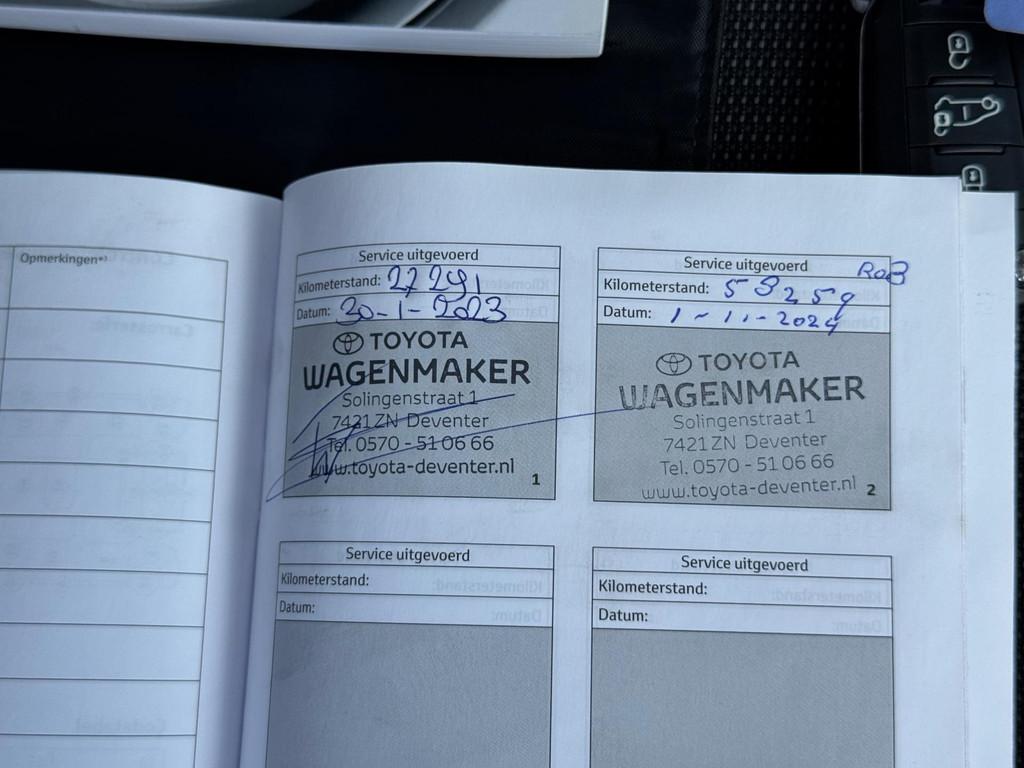 Opmerkingen*)
Service uitgevoerd
Kilometerstand: 27 291
Datum: 30-1-2023
TOYOTA
WAGENMAKER
Solingenstraat 1
7421 ZN Deventer
Tel. 0570 - 51 06 66
www.toyota-deventer.nl
1
Service uitgevoerd
RoB
Kilometerstand: 53259
Datum: 1-11-2024
TOYOTA
WAGENMAKER
Solingenstraat 1
7421 ZN Deventer
Tel. 0570 - 51 06 66
www.toyota-deventer.nl
2
Service uitgevoerd
Kilometerstand:
Datum:
Service uitgevoerd
Kilometerstand:
Datum: